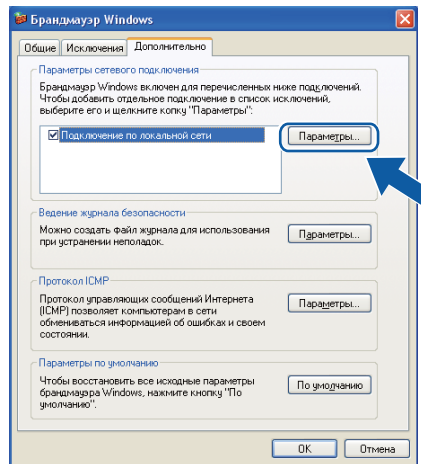 Брандмауэр Windows
Общие Исключения Дополнительно
Параметры сетевого подключения
Брандмауэр Windows включен для перечисленных ниже подключений.
Чтобы добавить отдельное подключение в список исключений,
выберите его и щелкните копку "Параметры":
Подключение по локальной сети
Параметры...
Ведение журнала безопасности
Можно создать файл журнала для использования
при устранении неполадок.
Параметры...
Протокол ICMP
Протокол управляющих сообщений Интернета
(ICMP) позволяет компьютерам в сети
обмениваться информацией об ошибках и своем
состоянии.
Параметры...
Параметры по умолчанию
Чтобы восстановить все исходные параметры
брандмауэра Windows, нажмите кнопку "По
умолчанию".
По умолчанию
OK Отмена